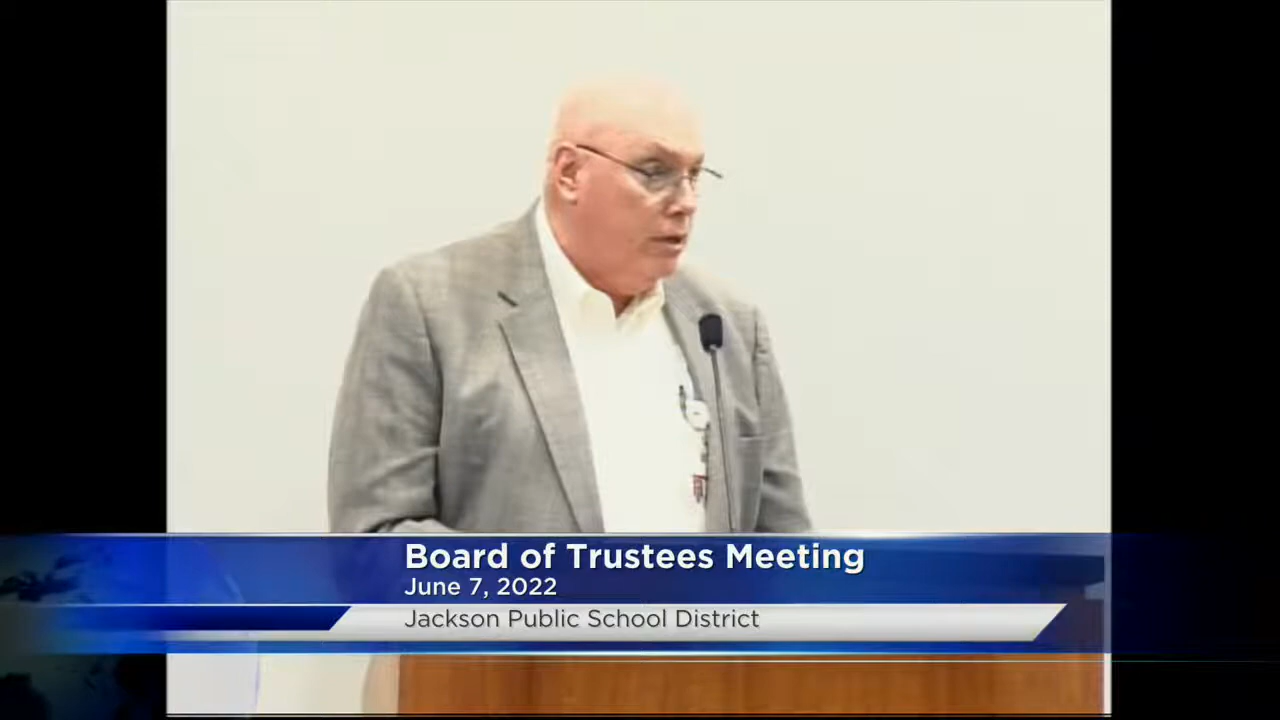 Board of Trustees Meeting
June 7, 2022
Jackson Public School District